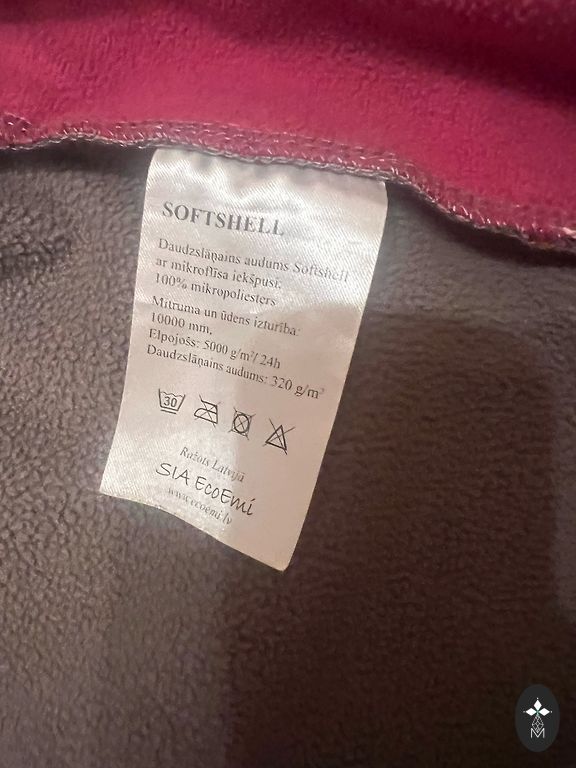 SOFTSHELL
Daudzslāņains audums Softshell
ar mikroflīsa iekšpusi.
100% mikropoliesters
Mitruma un ūdens izturība:
10000 mm,
Elpojošs: 5000 g/m²/ 24h
Daudzslāņains audums: 320 g/m²
30
Ražots Latvijā
SIA EcoEmi
www.ecoemi.lv
M